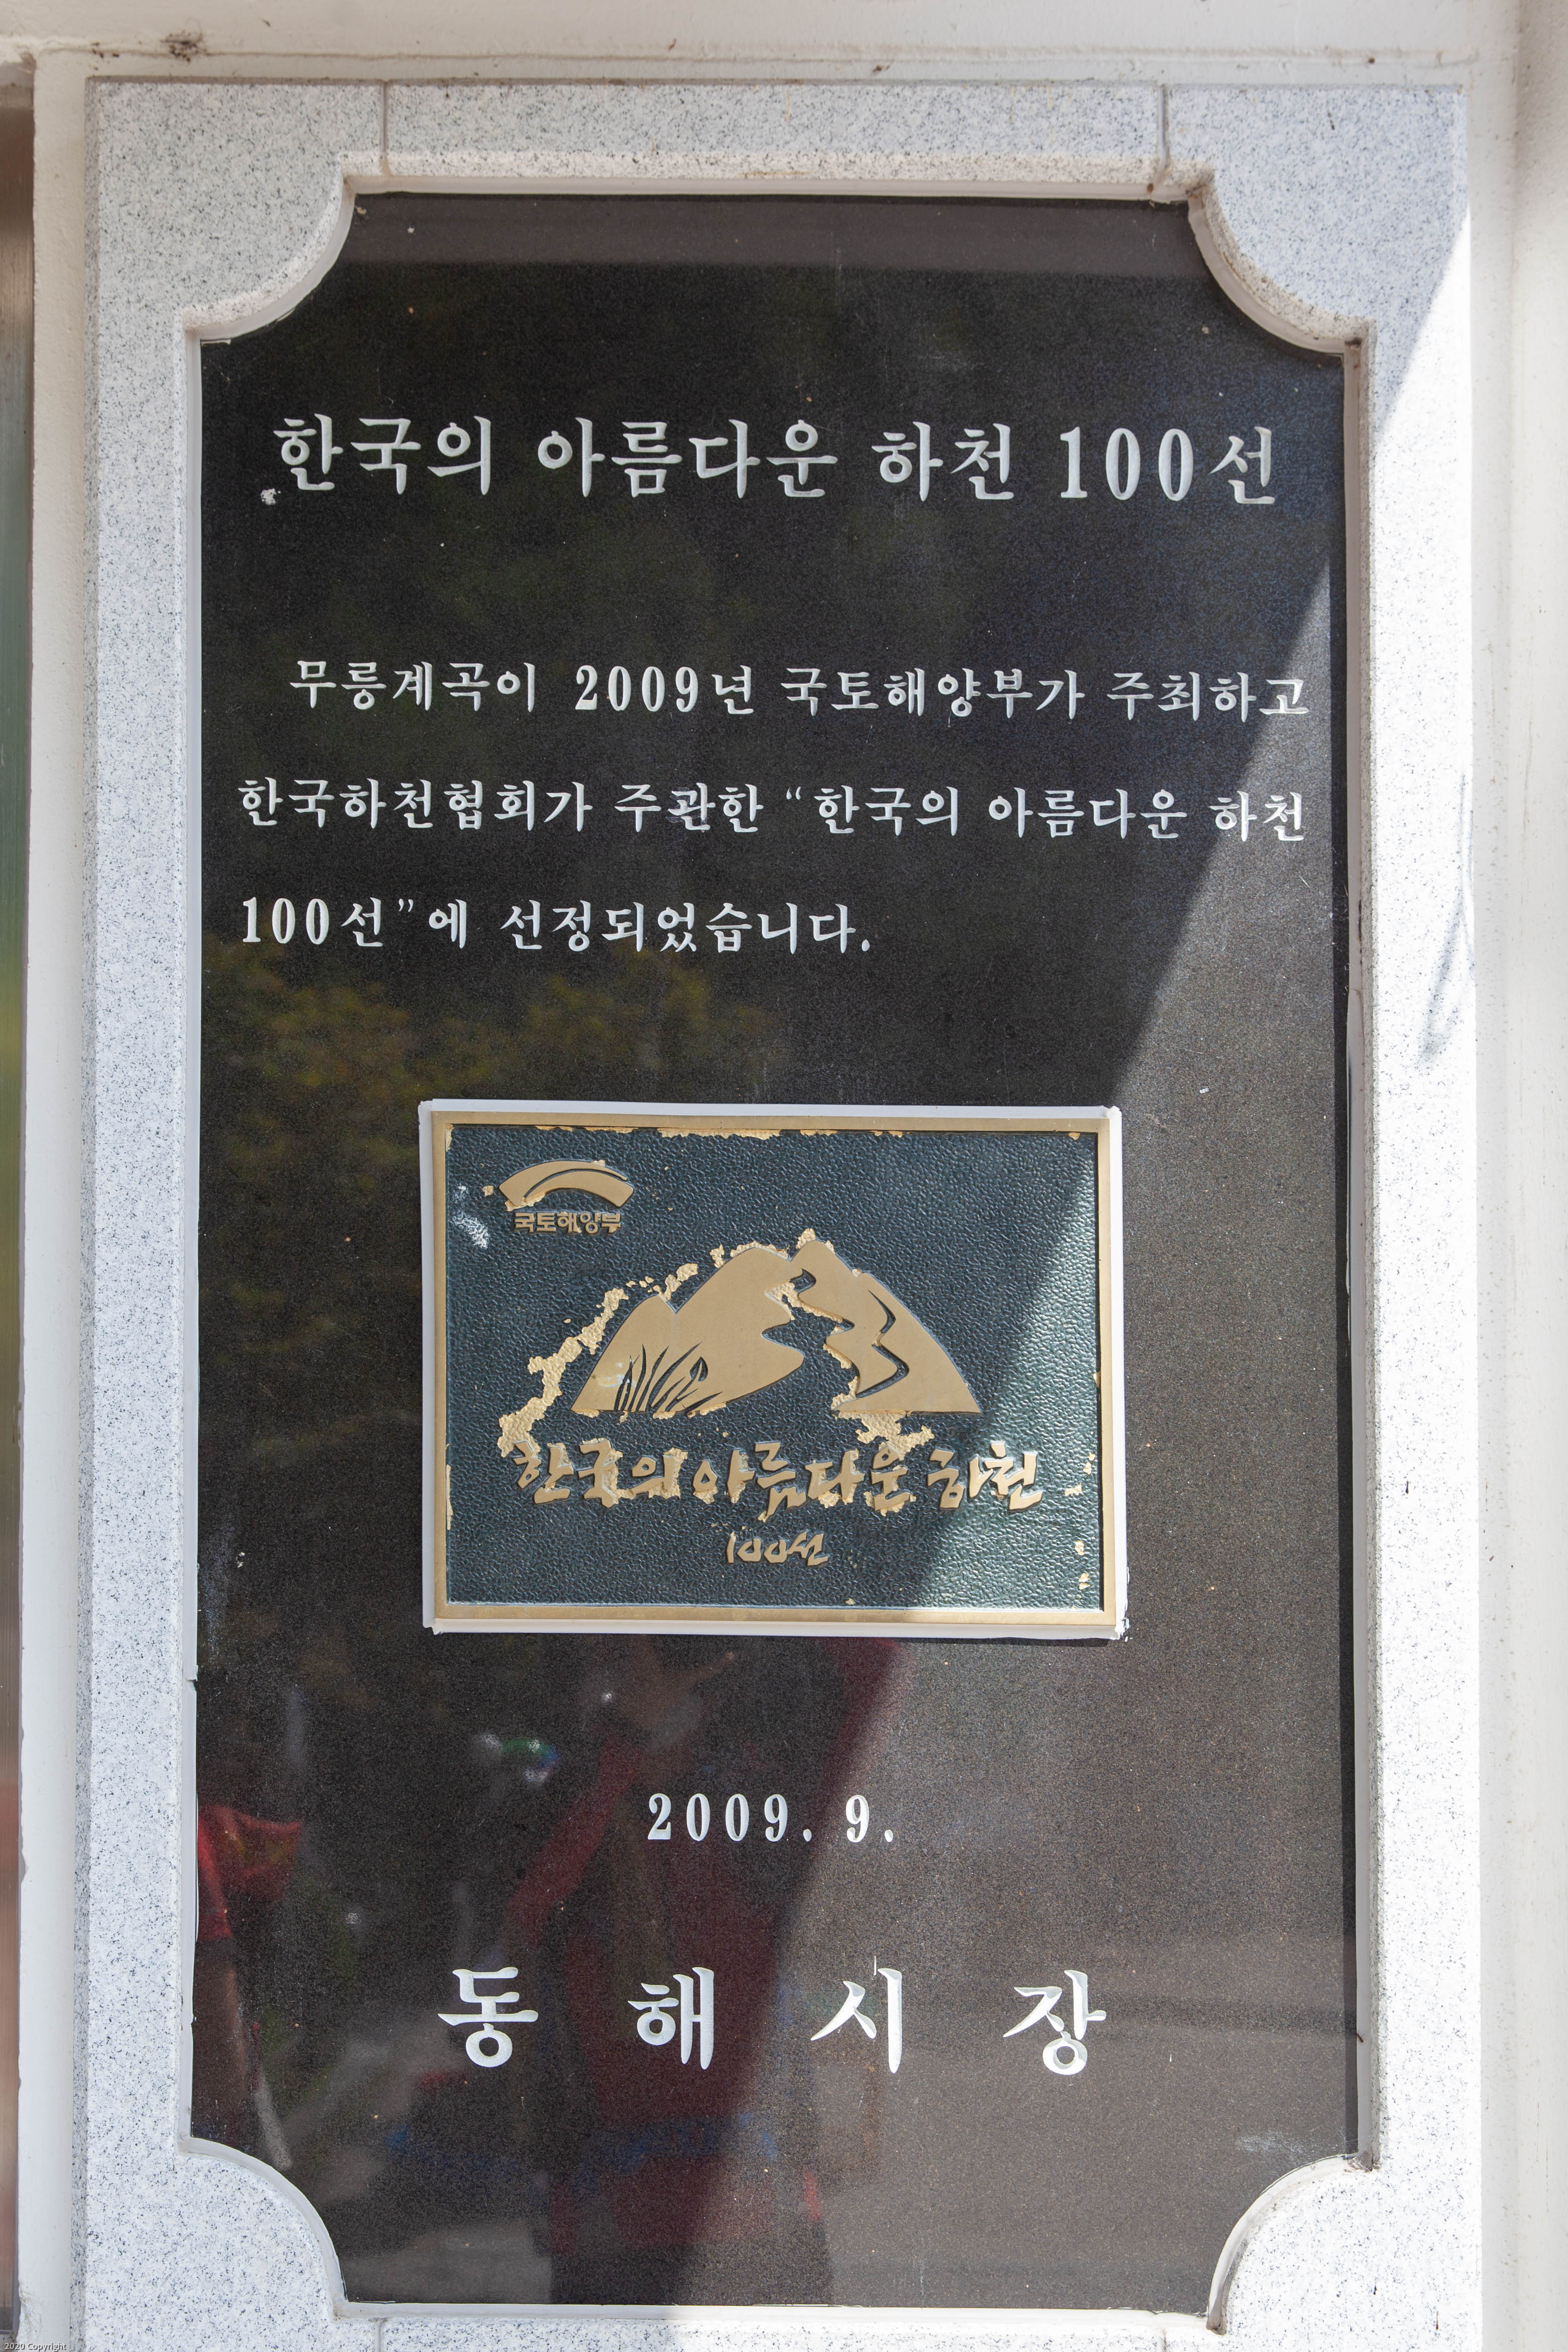 한국의 아름다운 하천 100선
무릉계곡이 2009년 국토해양부가 주최하고
한국하천협회가 주관한 “한국의 아름다운 하천
100선”에 선정되었습니다.
국토해양부
한국의 아름다운 하천
100선
2009. 9.
동해시장
2020 Copyright